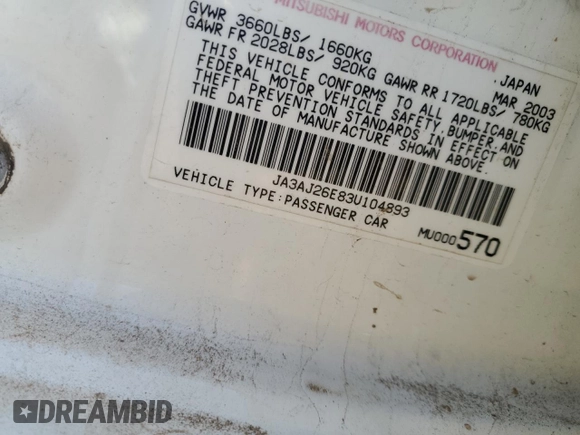 MITSUBISHI MOTORS CORPORATION
JAPAN
GVWR 3660LBS/ 1660KG
MAR 2003
GAWR FR 2028LBS/ 920KG GAWR RR 1720LBS/ 780KG
THIS VEHICLE CONFORMS TO ALL APPLICABLE
FEDERAL MOTOR VEHICLE SAFETY,BUMPER,AND
THEFT PREVENTION STANDARDS IN EFFECT ON
THE DATE OF MANUFACTURE SHOWN ABOVE.
JA3AJ26E83U104893
VEHICLE TYPE:PASSENGER CAR
MU000570
DREAMBID